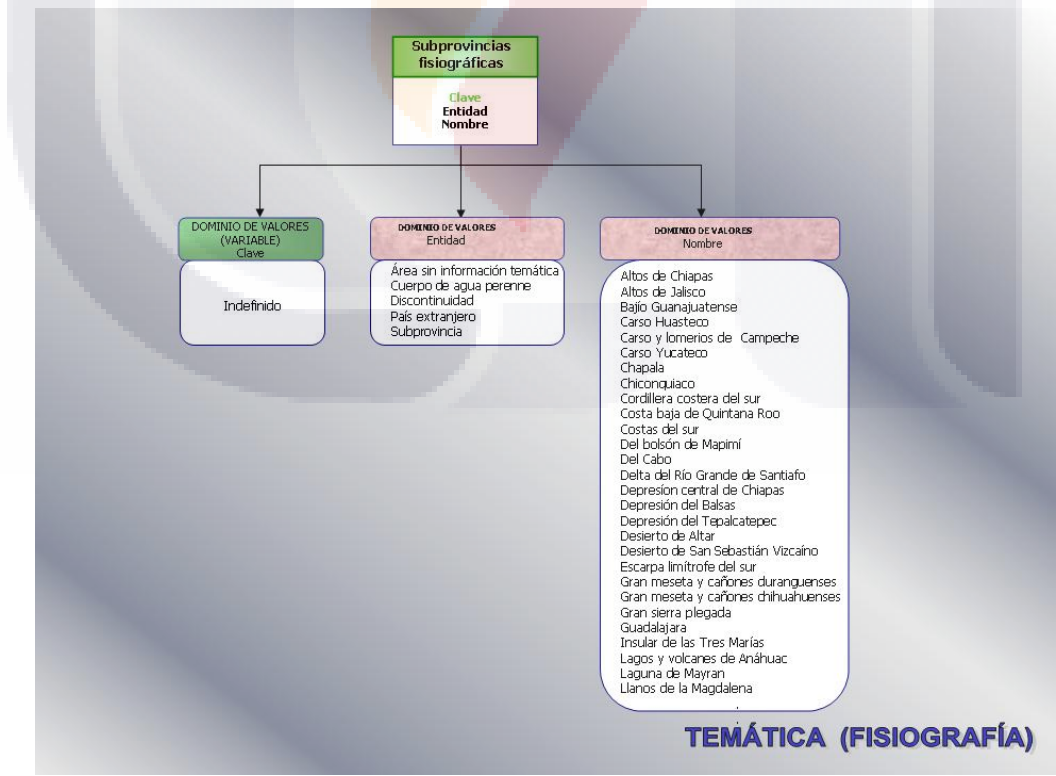 Subprovincias
fisiográficas
Clave
Entidad
Nombre
DOMINIO DE VALORES
(VARIABLE)
Clave
Indefinido
DOMINIO DE VALORES
Entidad
Área sin información temática
Cuerpo de agua perenne
Discontinuidad
País extranjero
Subprovincia
DOMINIO DE VALORES
Nombre
Altos de Chiapas
Altos de Jalisco
Bajío Guanajuatense
Carso Huasteco
Carso y lomerios de Campeche
Carso Yucateco
Chapala
Chiconquiaco
Cordillera costera del sur
Costa baja de Quintana Roo
Costas del sur
Del bolsón de Mapimí
Del Cabo
Delta del Río Grande de Santiafo
Depresíon central de Chiapas
Depresión del Balsas
Depresión del Tepalcatepec
Desierto de Altar
Desierto de San Sebastián Vizcaíno
Escarpa limítrofe del sur
Gran meseta y cañones duranguenses
Gran meseta y cañones chihuahuenses
Gran sierra plegada
Guadalajara
Insular de las Tres Marías
Lagos y volcanes de Anáhuac
Laguna de Mayran
Llanos de la Magdalena
TEMÁTICA (FISIOGRAFÍA)